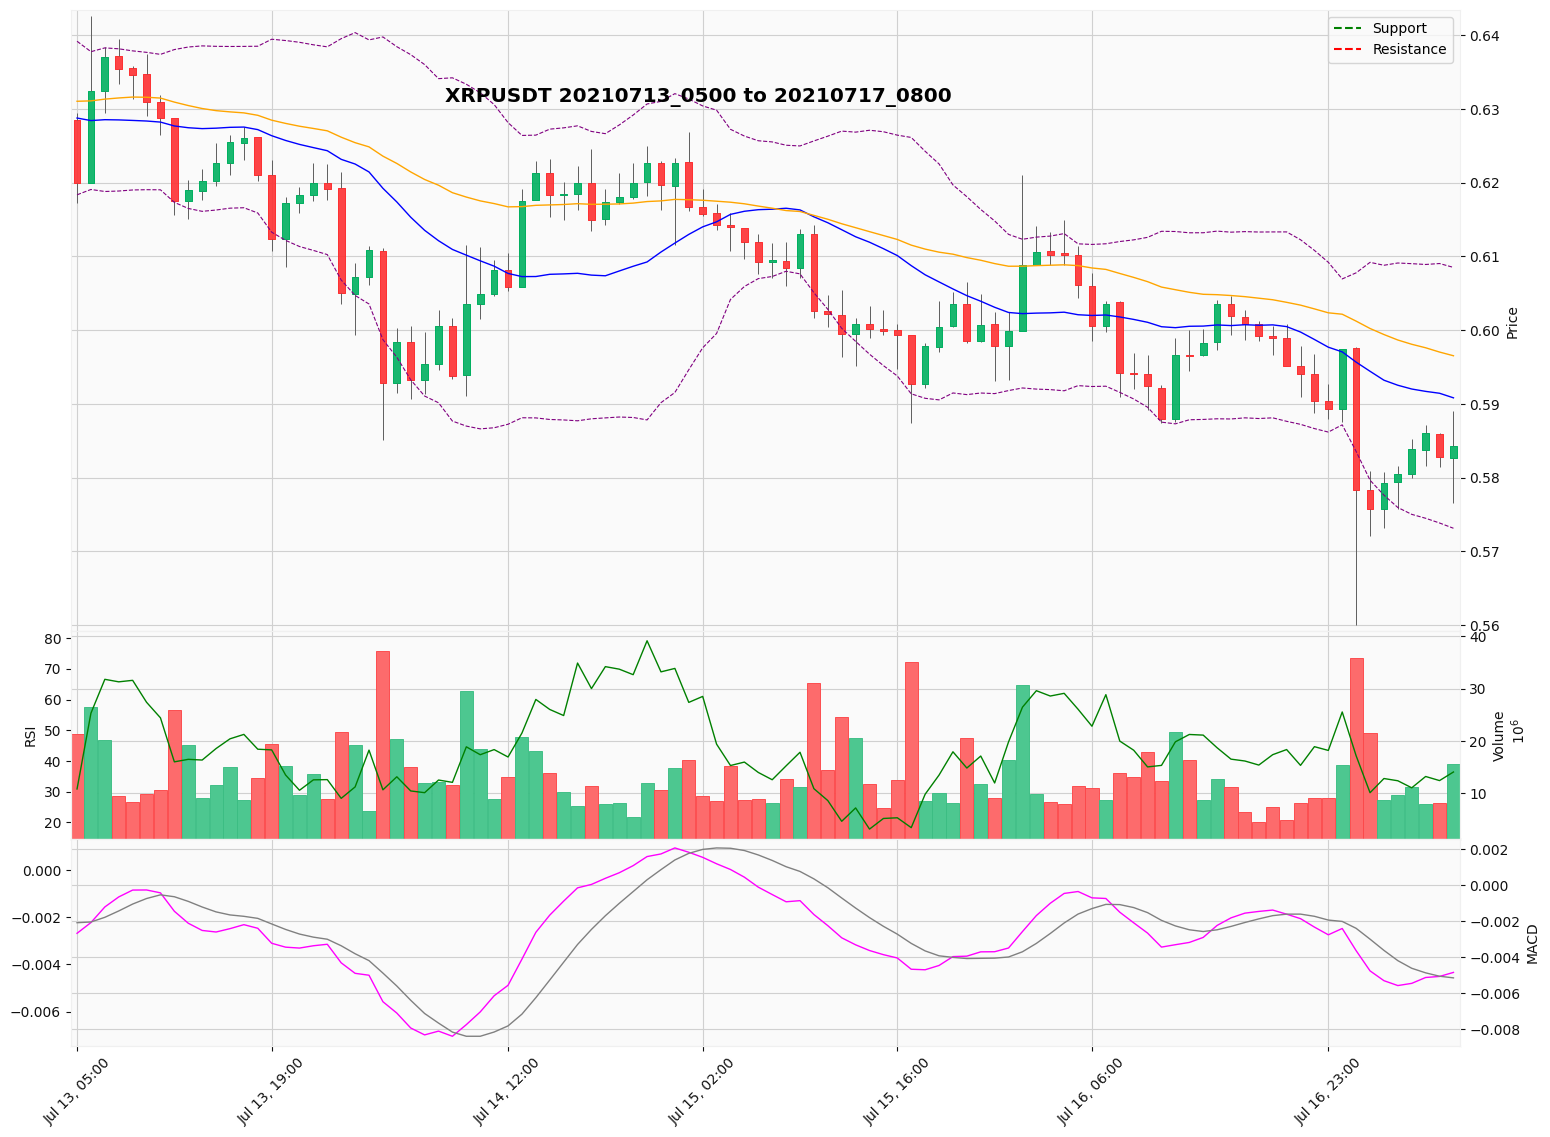 XRPUSDT 20210713_0500 to 20210717_0800
Support
Resistance
0.64
0.63
0.62
0.61
0.60
0.59
0.58
0.57
0.56
Price
80
70
60
50
40
30
20
RSI
40
30
20
10
Volume
10^6
0.000
−0.002
−0.004
−0.006
0.002
0.000
−0.002
−0.004
−0.006
−0.008
MACD
Jul 13, 05:00
Jul 13, 19:00
Jul 14, 12:00
Jul 15, 02:00
Jul 15, 16:00
Jul 16, 06:00
Jul 16, 23:00